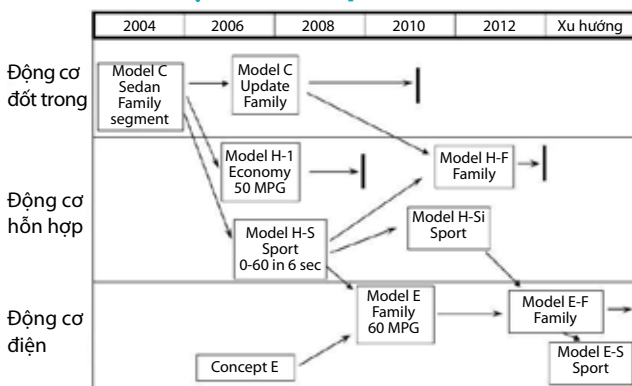 2004 2006 2008 2010 2012 Xu hướng
Động cơ
đốt trong
Model C
Sedan
Family
segment
Model C
Update
Family
Động cơ
hỗn hợp
Model H-1
Economy
50 MPG
Model H-F
Family
Model H-S
Sport
0-60 in 6 sec
Model H-Si
Sport
Động cơ
điện
Model E
Family
60 MPG
Model E-F
Family
Concept E
Model E-S
Sport